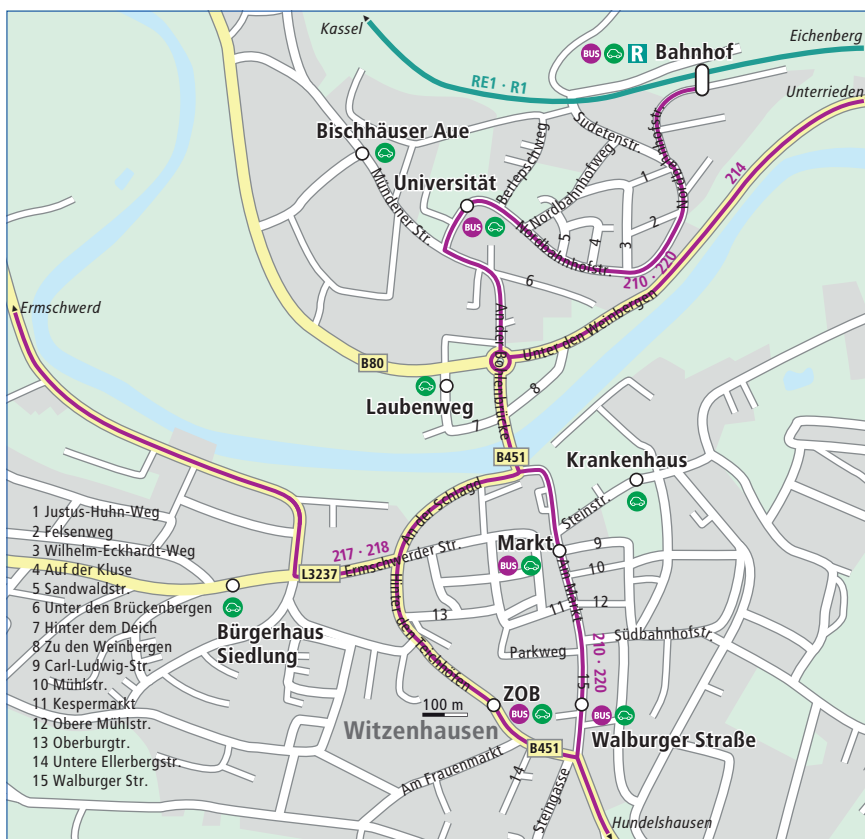 Kassel
Eichenberg
BUS
R
Bahnhof
RE1 · R1
Unterrieden
Sudetenstr.
Bischhäuser Aue
Berlepschweg
Nordbahnhofstr.
214
Universität
Nordbahnhofweg
1
Mündener Str.
BUS
2
5
4
3
Nordbahnhofstr.
210 · 220
6
Ermschwerd
An der Bohlenbrücke
Unter den Weinbergen
B80
8
Laubenweg
7
B451
Krankenhaus
An der Schlagd
Steinstr.
1 Justus-Huhn-Weg
2 Felsenweg
3 Wilhelm-Eckhardt-Weg
4 Auf der Kluse
5 Sandwaldstr.
6 Unter den Brückenbergen
7 Hinter dem Deich
8 Zu den Weinbergen
9 Carl-Ludwig-Str.
10 Mühlstr.
11 Kespermarkt
12 Obere Mühlstr.
13 Oberburgtr.
14 Untere Ellerbergstr.
15 Walburger Str.
217 · 218
Ermschwerder Str.
L3237
Markt
BUS
9
10
Am Markt
11
12
13
Bürgerhaus
Siedlung
Hinter den Teichhöfen
Südbahnhofstr.
Parkweg
210 · 220
15
100 m
ZOB
BUS
BUS
Witzenhausen
Walburger Straße
B451
Am Frauenmarkt
14
Steingasse
Hundelshausen